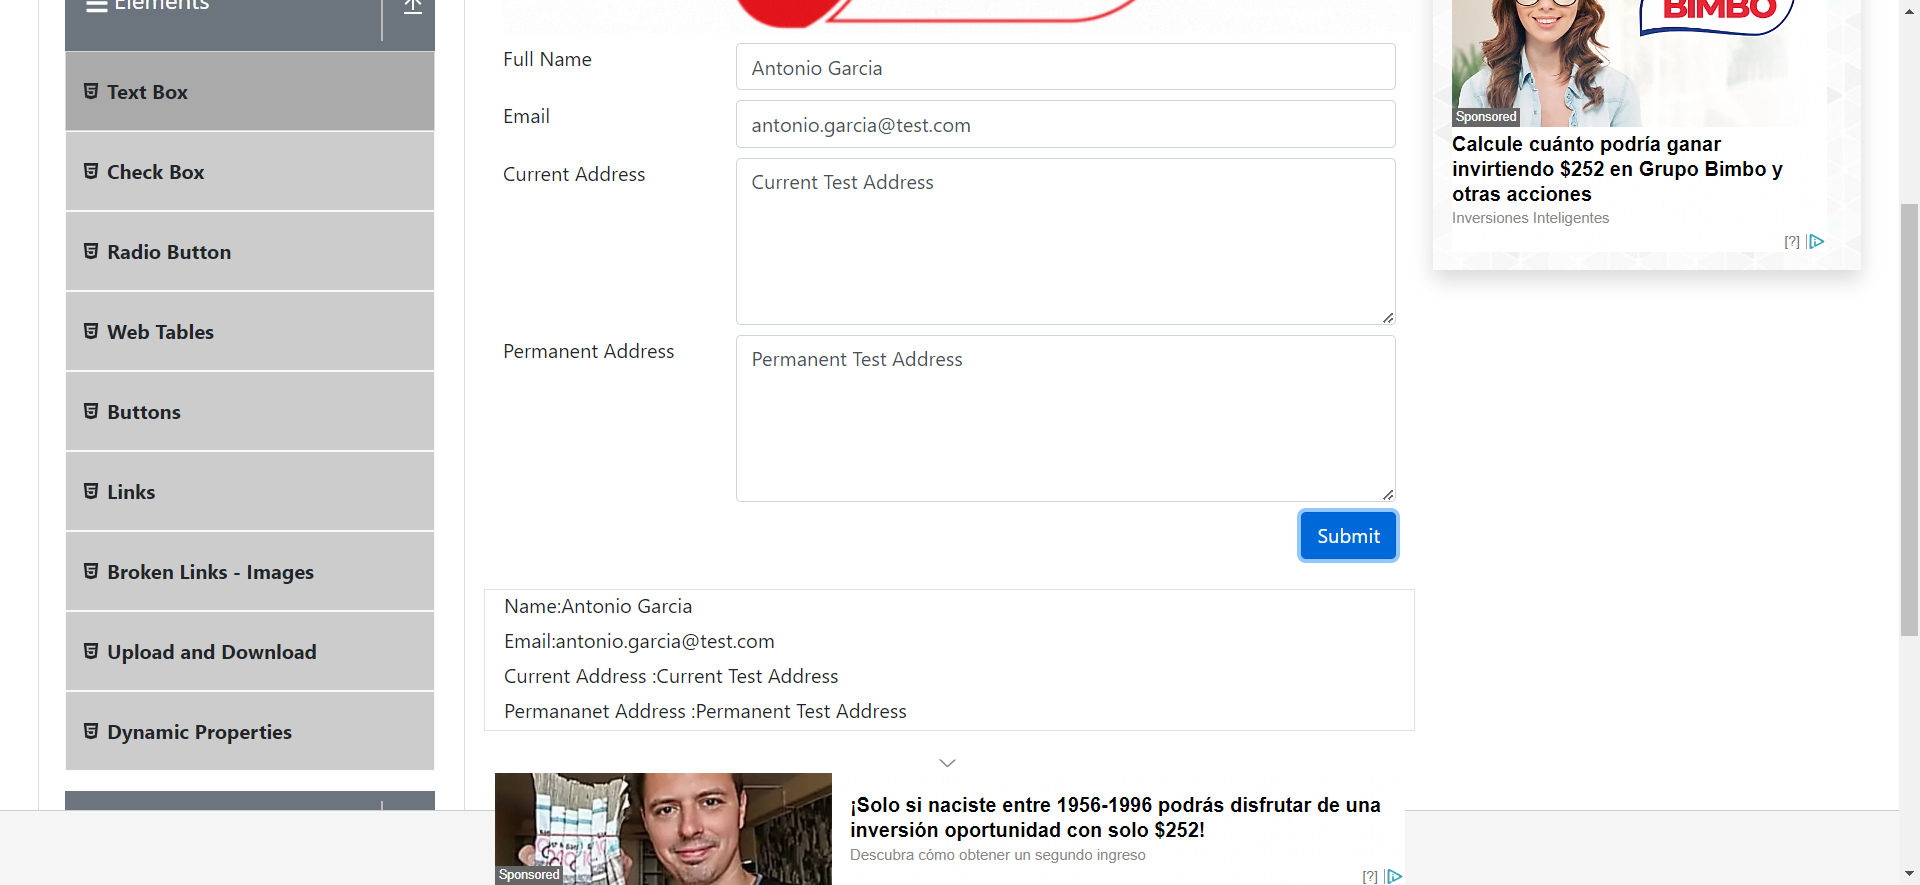 Elements
Text Box
Check Box
Radio Button
Web Tables
Buttons
Links
Broken Links - Images
Upload and Download
Dynamic Properties
Full Name
Antonio Garcia
Email
antonio.garcia@test.com
Current Address
Current Test Address
Permanent Address
Permanent Test Address
Submit
Name:Antonio Garcia
Email:antonio.garcia@test.com
Current Address :Current Test Address
Permananet Address :Permanent Test Address
BIMBO
Sponsored
Calcule cuánto podría ganar
invirtiendo $252 en Grupo Bimbo y
otras acciones
Inversiones Inteligentes
[?]
¡Solo si naciste entre 1956-1996 podrás disfrutar de una
inversión oportunidad con solo $252!
Descubra cómo obtener un segundo ingreso
Sponsored
[?]